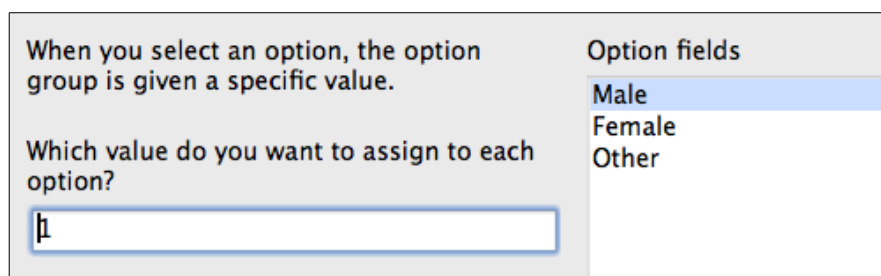 When you select an option, the option
group is given a specific value.
Which value do you want to assign to each
option?
1
Option fields
Male
Female
Other